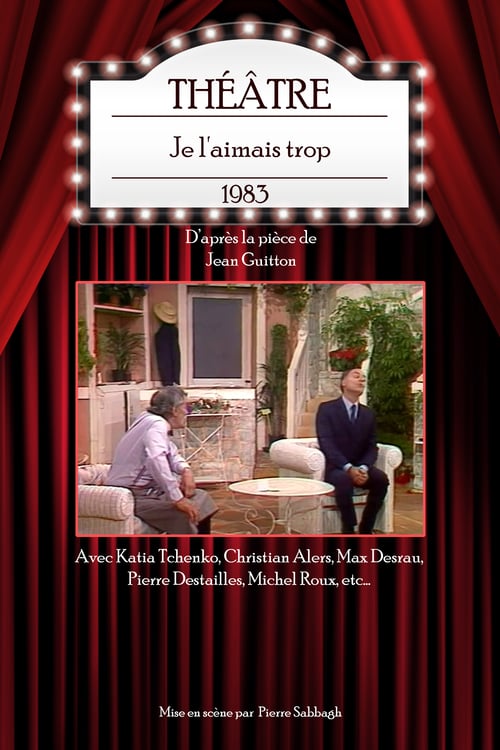 THÉÂTRE
Je l'aimais trop
1983
D'après la pièce de
Jean Guitton
Avec Katia Tchenko, Christian Alers, Max Desrau,
Pierre Destailles, Michel Roux, etc...
Mise en scène par Pierre Sabbagh